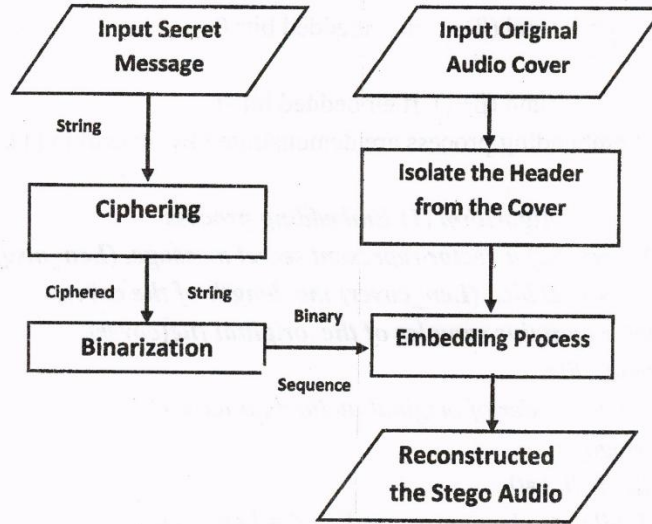 Input Secret
Message
Input Original
Audio Cover
String
Ciphering
Isolate the Header
from the Cover
Ciphered String
Binarization
Binary
Sequence
Embedding Process
Reconstructed
the Stego Audio